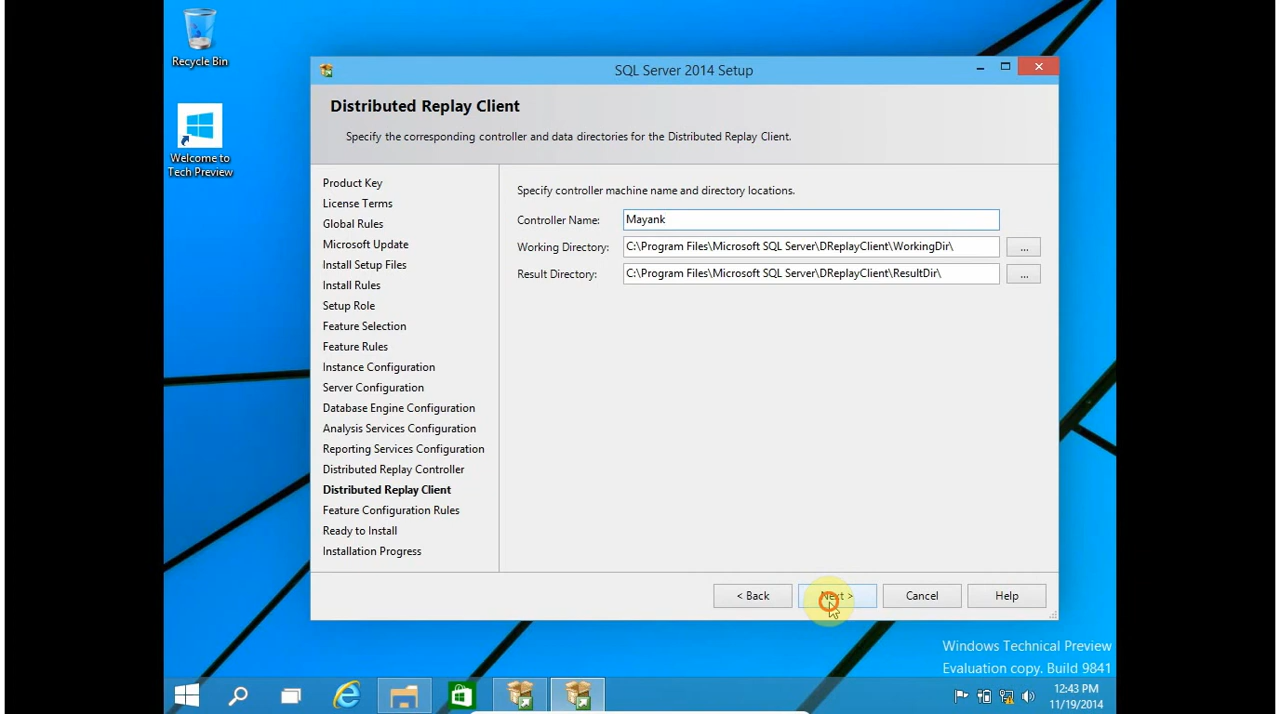 Recycle Bin
Welcome to
Tech Preview
SQL Server 2014 Setup
Distributed Replay Client
Specify the corresponding controller and data directories for the Distributed Replay Client.
Product Key
License Terms
Global Rules
Microsoft Update
Install Setup Files
Install Rules
Setup Role
Feature Selection
Feature Rules
Instance Configuration
Server Configuration
Database Engine Configuration
Analysis Services Configuration
Reporting Services Configuration
Distributed Replay Controller
Distributed Replay Client
Feature Configuration Rules
Ready to Install
Installation Progress
Specify controller machine name and directory locations.
Controller Name: Mayank
Working Directory: C:\Program Files\Microsoft SQL Server\DReplayClient\WorkingDir\ ...
Result Directory: C:\Program Files\Microsoft SQL Server\DReplayClient\ResultDir\ ...
< Back Next > Cancel Help
Windows Technical Preview
Evaluation copy. Build 9841
12:43 PM
11/19/2014